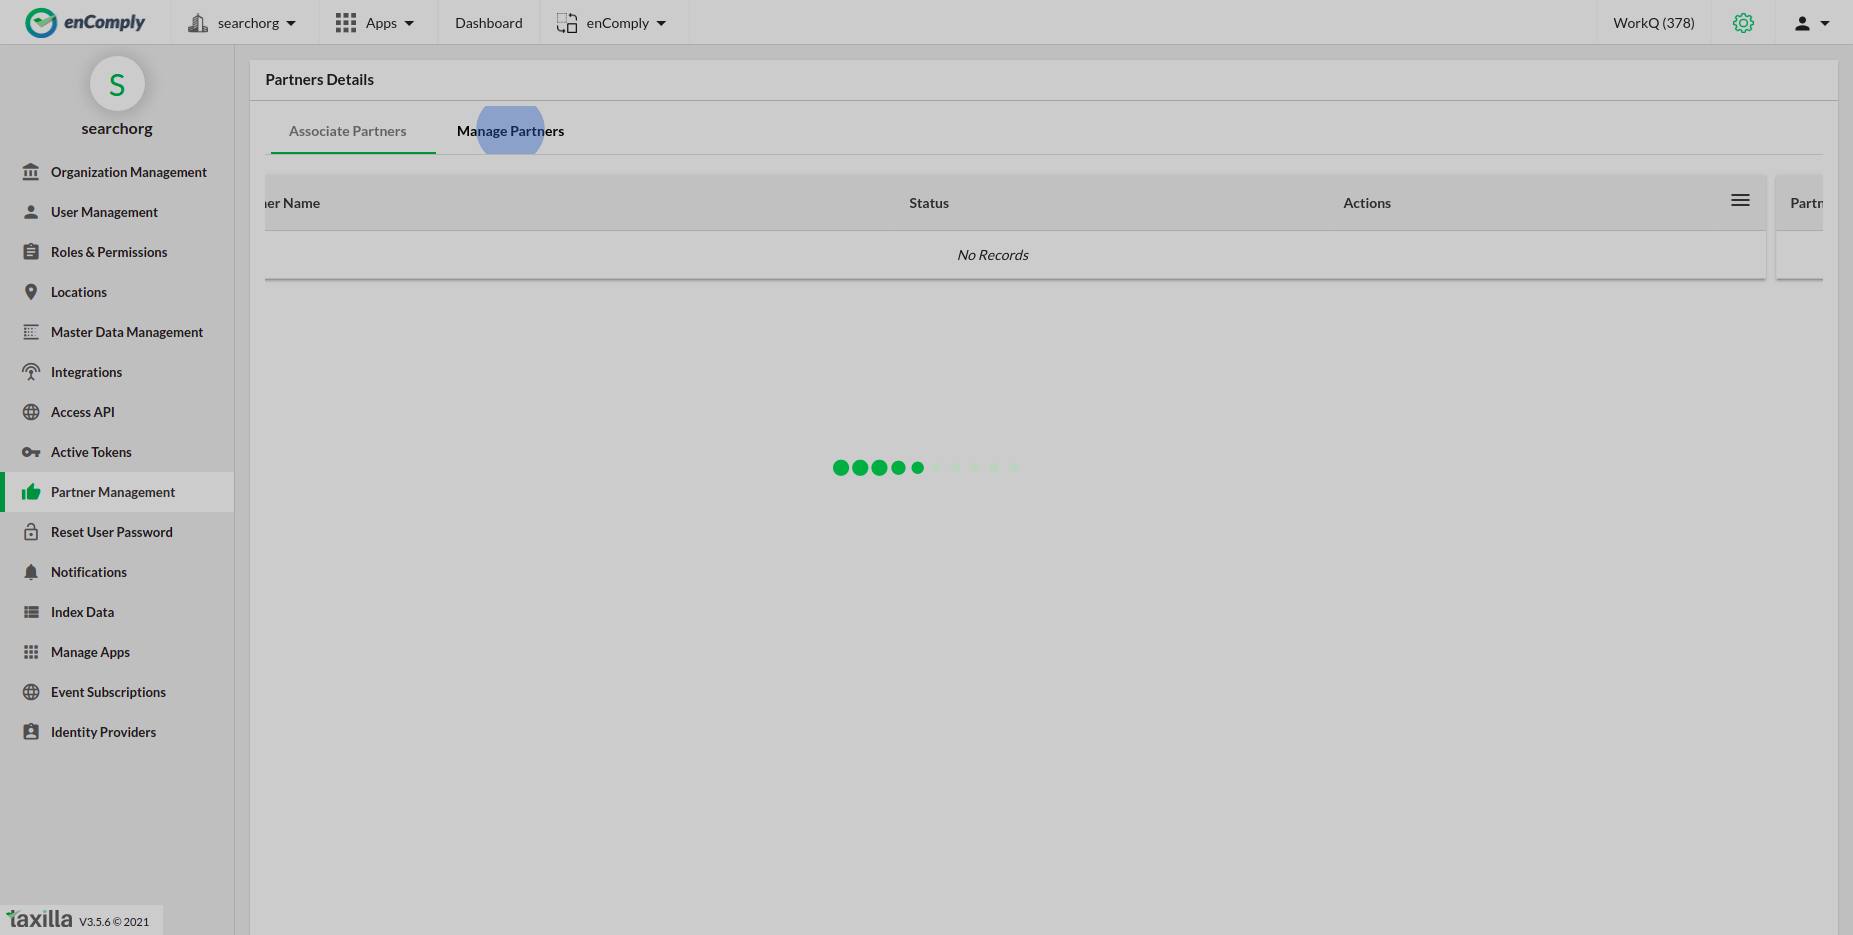 enComply
searchorg
Apps
Dashboard
enComply
WorkQ (378)
S
searchorg
Organization Management
User Management
Roles & Permissions
Locations
Master Data Management
Integrations
Access API
Active Tokens
Partner Management
Reset User Password
Notifications
Index Data
Manage Apps
Event Subscriptions
Identity Providers
taxilla V3.5.6 © 2021
Partners Details
Associate Partners
Manage Partners
ner Name
Status
Actions
Partn
No Records